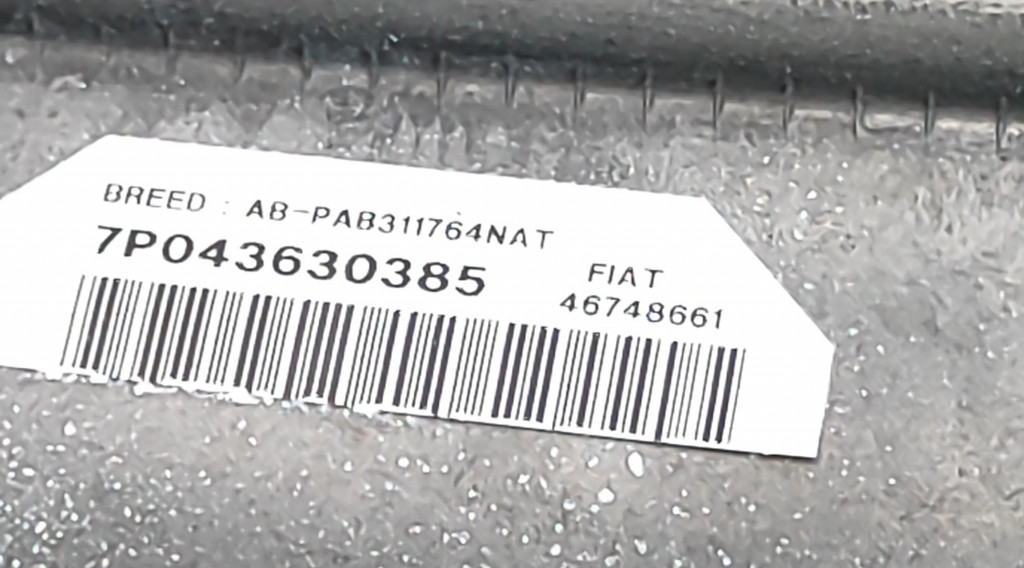 BREED : AB-PAB311764NAT
7P043630385
FIAT
46748661